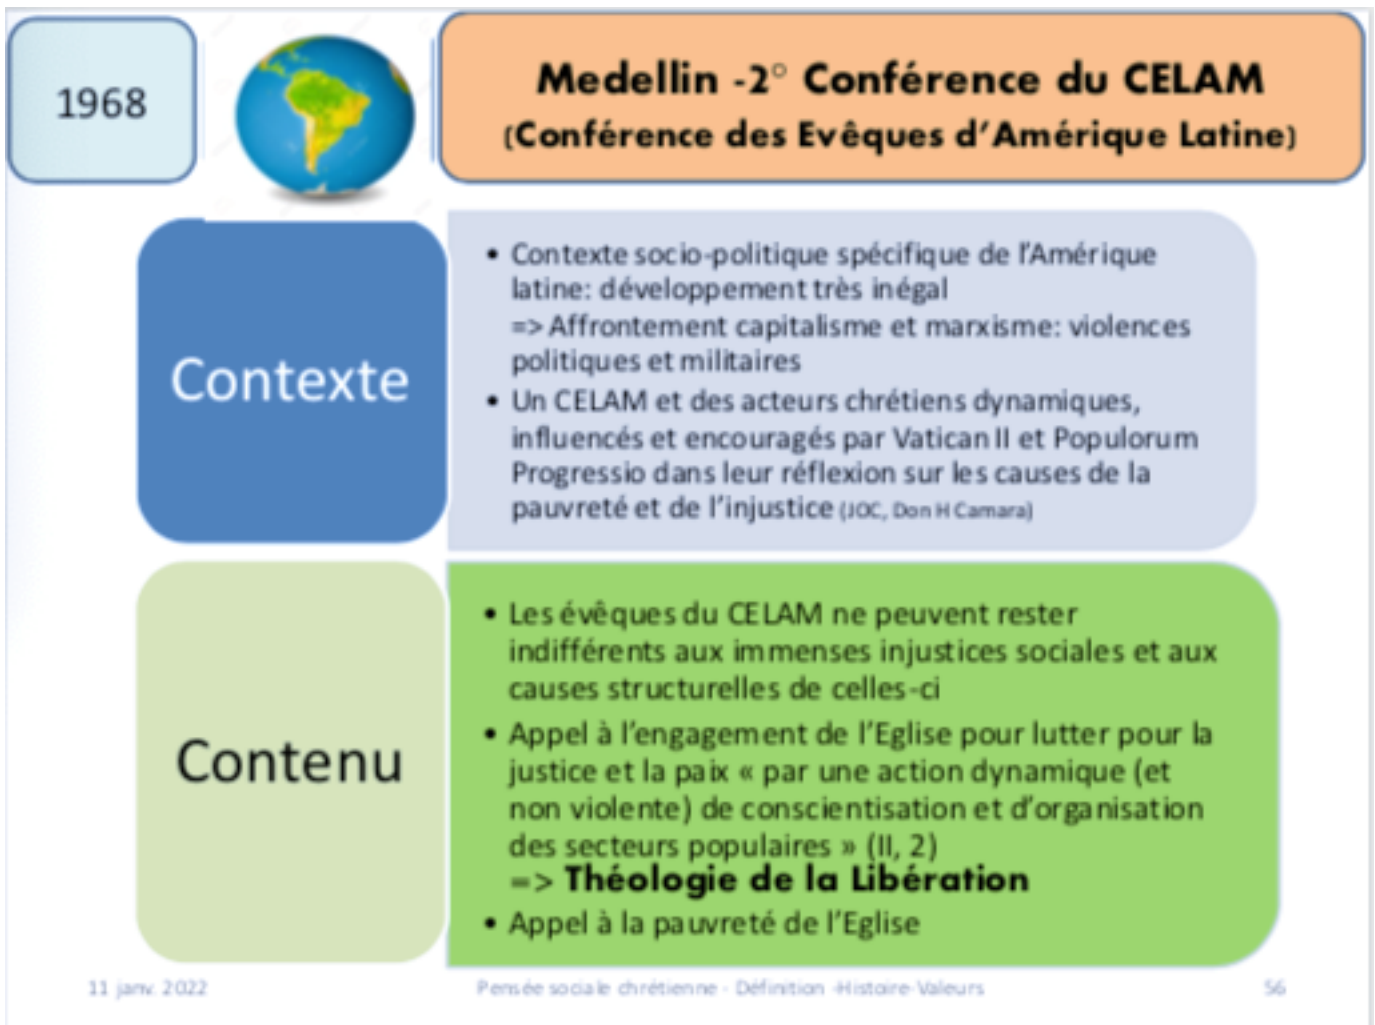 1968
Medellin -2° Conférence du CELAM
(Conférence des Evêques d'Amérique Latine)
Contexte
• Contexte socio-politique spécifique de l'Amérique
latine: développement très inégal
=> Affrontement capitalisme et marxisme: violences
politiques et militaires
• Un CELAM et des acteurs chrétiens dynamiques,
influencés et encouragés par Vatican II et Populorum
Progressio dans leur réflexion sur les causes de la
pauvreté et de l'injustice (JOC, Don H Camara)
Contenu
• Les évêques du CELAM ne peuvent rester
indifférents aux immenses injustices sociales et aux
causes structurelles de celles-ci
• Appel à l'engagement de l'Eglise pour lutter pour la
justice et la paix « par une action dynamique (et
non violente) de conscientisation et d'organisation
des secteurs populaires » (II, 2)
=> Théologie de la Libération
• Appel à la pauvreté de l'Eglise
11 janv. 2022
Pensée sociale chrétienne - Définition -Histoire-Valeurs
56